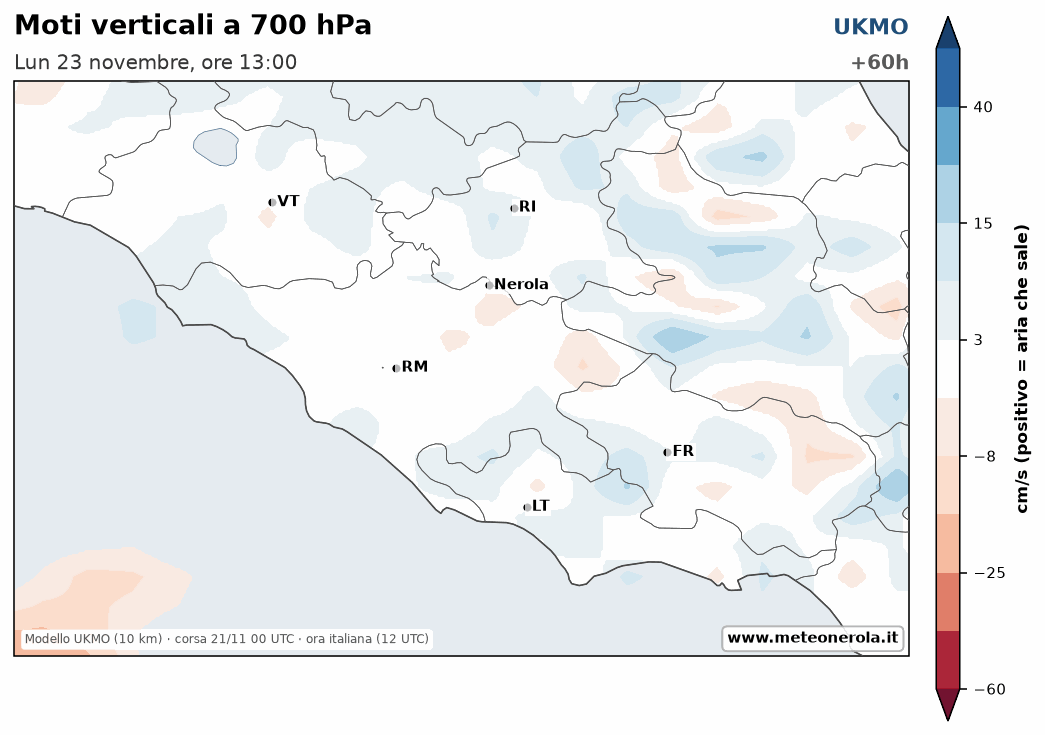 Moti verticali a 700 hPa
UKMO
Lun 23 novembre, ore 13:00
+60h
VT
RI
Nerola
RM
FR
LT
40
15
3
−8
−25
−60
cm/s (positivo = aria che sale)
Modello UKMO (10 km) · corsa 21/11 00 UTC · ora italiana (12 UTC)
www.meteonerola.it